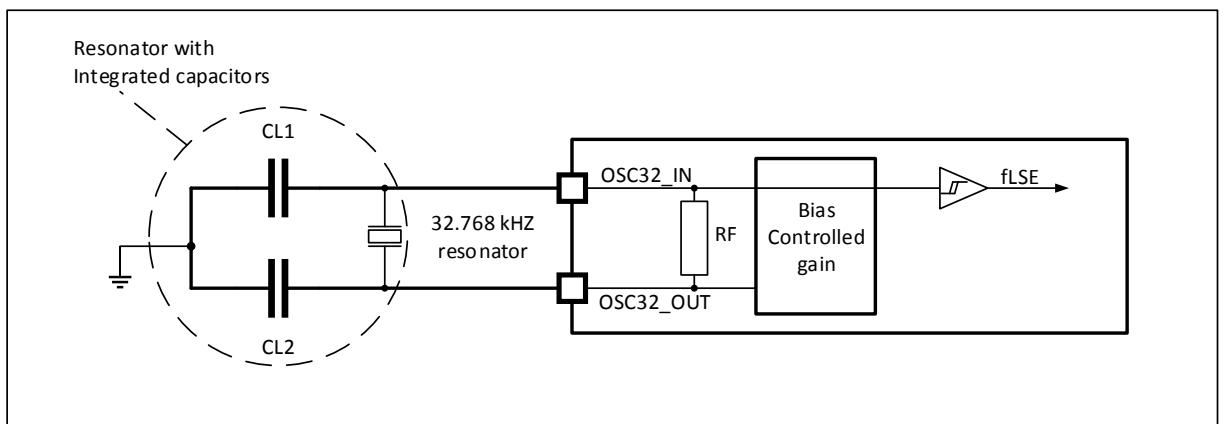 Resonator with
Integrated capacitors
CL1
OSC32_IN
fLSE
32.768 kHZ
resonator
RF
Bias
Controlled
gain
OSC32_OUT
CL2